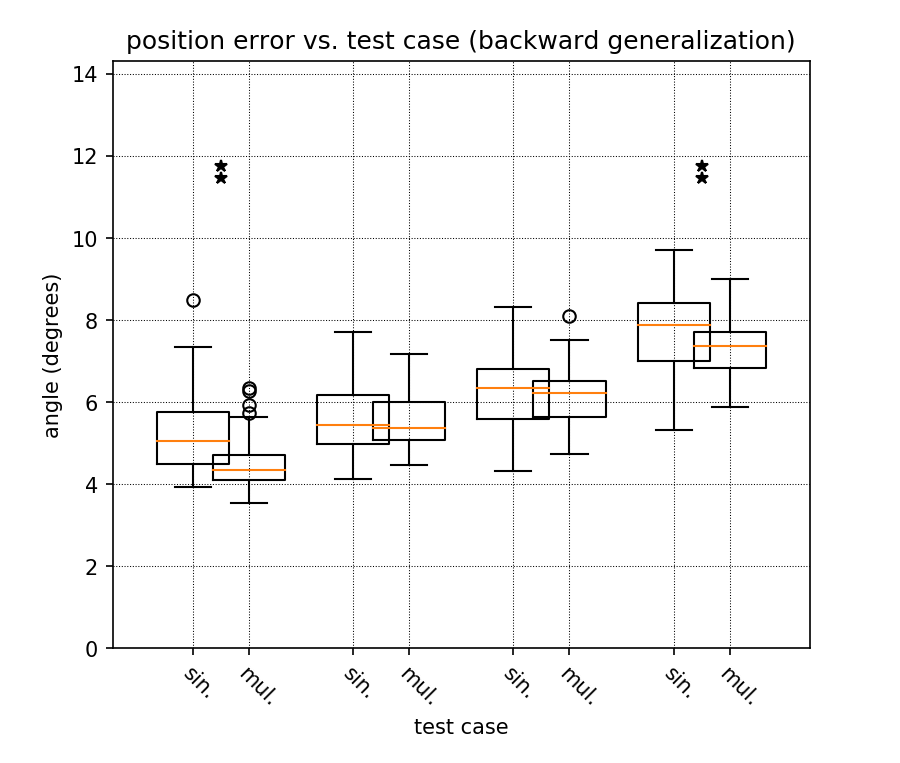 position error vs. test case (backward generalization)
14
12
10
8
6
4
2
0
angle (degrees)
sin. mul. sin. mul. sin. mul. sin. mul.
test case